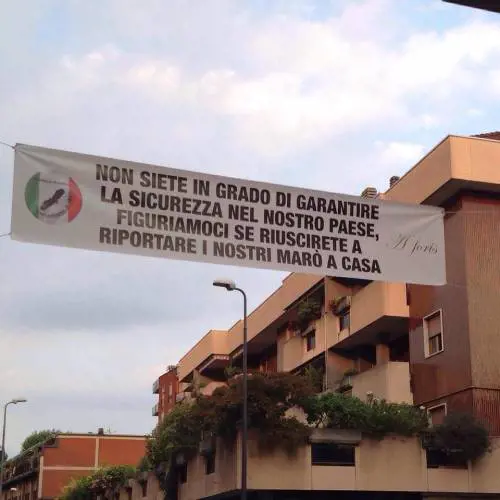 NON SIETE IN GRADO DI GARANTIRE
LA SICUREZZA NEL NOSTRO PAESE,
FIGURIAMOCI SE RIUSCIRETE A
RIPORTARE I NOSTRI MARÒ A CASA